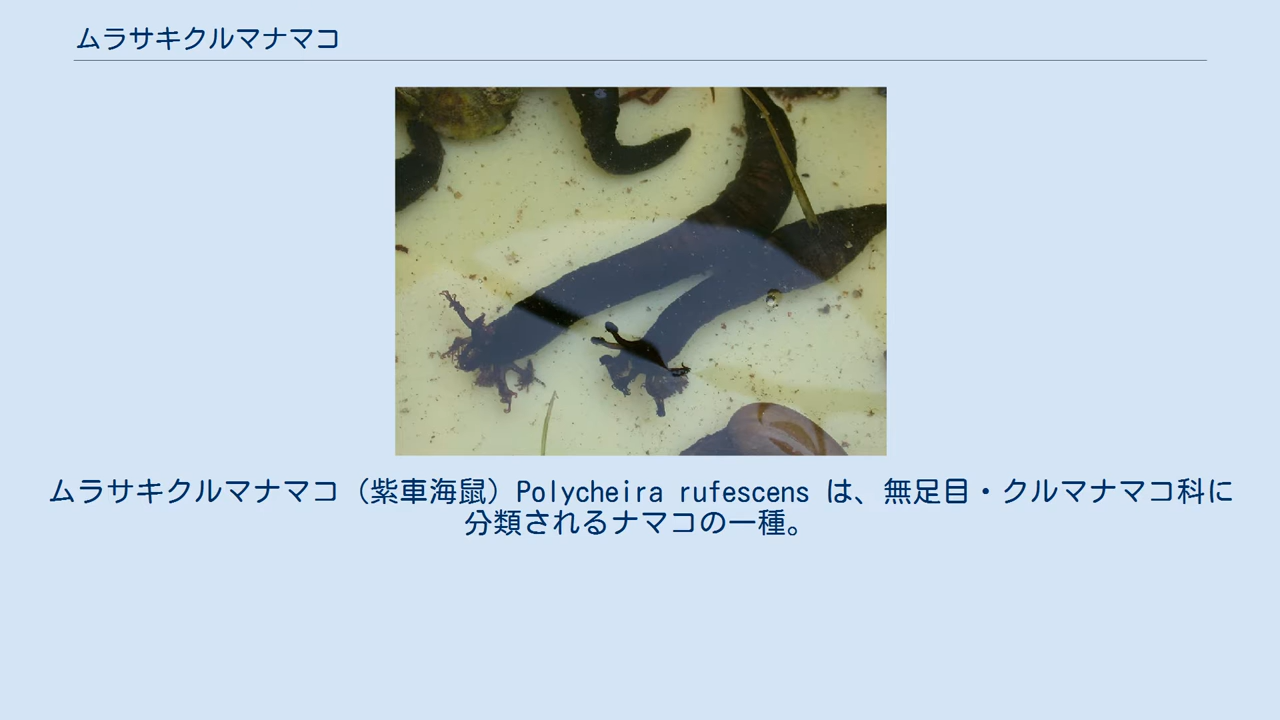 ムラサキクルマナマコ
ムラサキクルマナマコ（紫車海鼠）Polycheira rufescens は、無足目・クルマナマコ科に
分類されるナマコの一種。